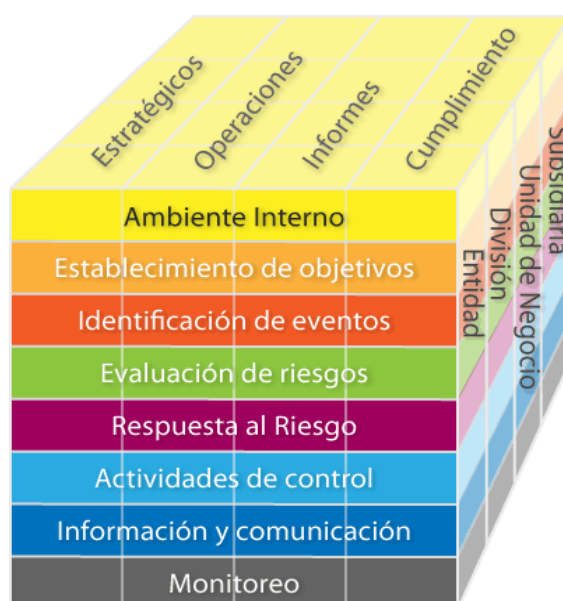 Estratégicos
Operaciones
Informes
Cumplimiento
Ambiente Interno
Establecimiento de objetivos
Identificación de eventos
Evaluación de riesgos
Respuesta al Riesgo
Actividades de control
Información y comunicación
Monitoreo
Entidad
División
Unidad de Negocio
Subsidiaria